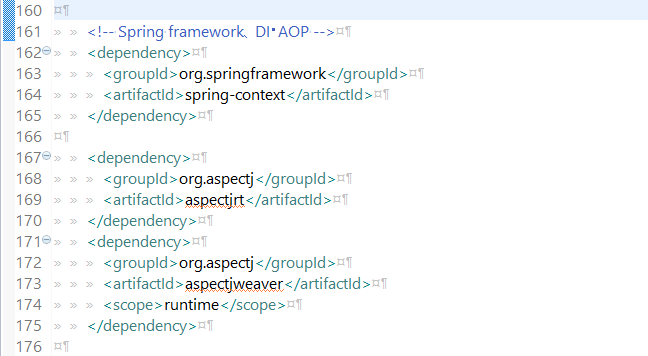 160
161 <!-- Spring framework、DI・AOP -->
162 <dependency>
163 <groupId>org.springframework</groupId>
164 <artifactId>spring-context</artifactId>
165 </dependency>
166
167 <dependency>
168 <groupId>org.aspectj</groupId>
169 <artifactId>aspectjrt</artifactId>
170 </dependency>
171 <dependency>
172 <groupId>org.aspectj</groupId>
173 <artifactId>aspectjweaver</artifactId>
174 <scope>runtime</scope>
175 </dependency>
176